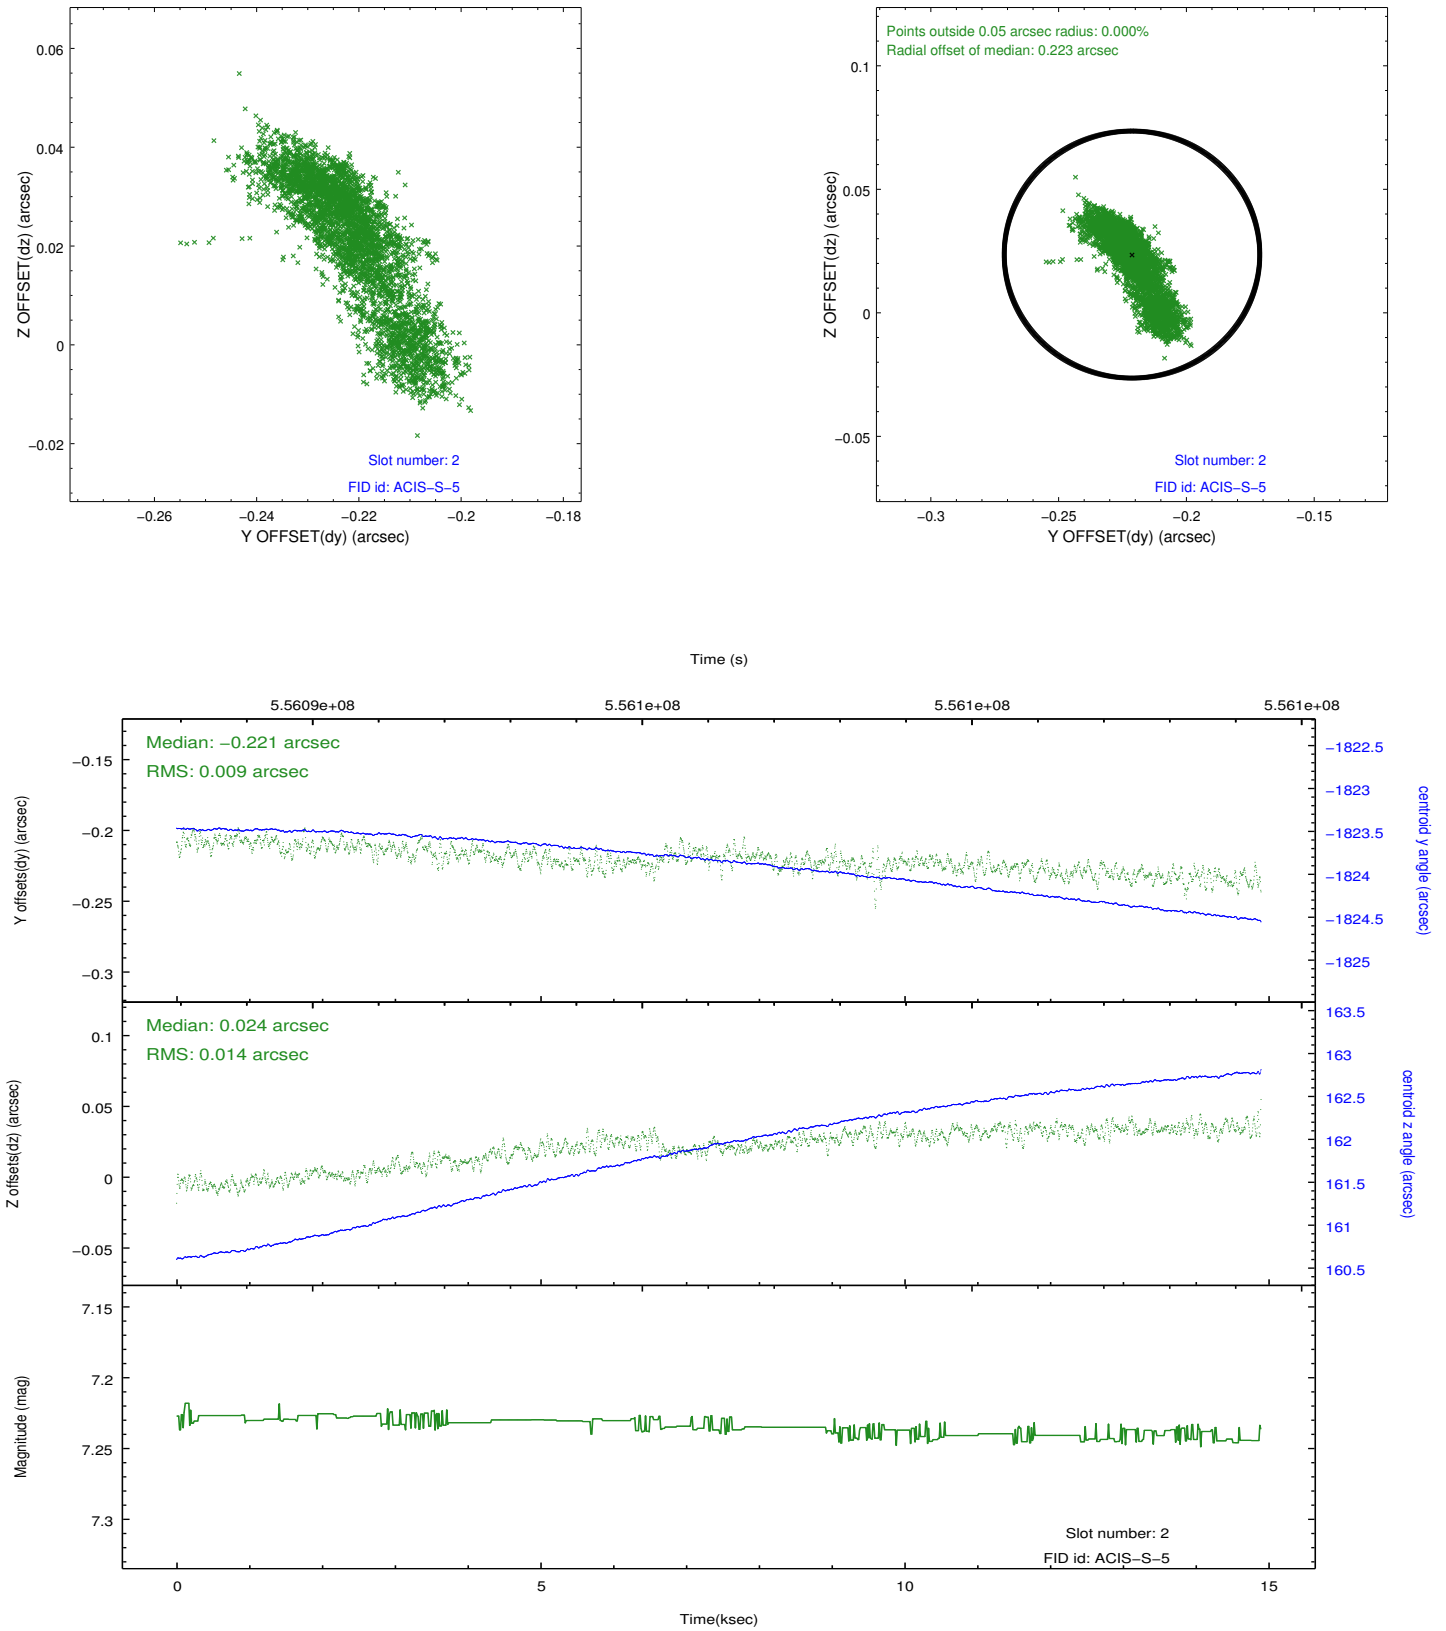 0.06
0.04
0.02
0
−0.02
Z OFFSET(dz) (arcsec)
Slot number: 2
FID id: ACIS−S−5
−0.26
−0.24
−0.22
−0.2
−0.18
Y OFFSET(dy) (arcsec)
Points outside 0.05 arcsec radius: 0.000%
Radial offset of median: 0.223 arcsec
0.1
0.05
0
−0.05
Z OFFSET(dz) (arcsec)
Slot number: 2
FID id: ACIS−S−5
−0.3
−0.25
−0.2
−0.15
Y OFFSET(dy) (arcsec)
Time (s)
5.5609e+08
5.561e+08
5.561e+08
5.561e+08
Median: −0.221 arcsec
RMS: 0.009 arcsec
−0.15
−0.2
−0.25
−0.3
Y offsets(dy) (arcsec)
−1822.5
−1823
−1823.5
−1824
−1824.5
−1825
centroid y angle (arcsec)
Median: 0.024 arcsec
RMS: 0.014 arcsec
0.1
0.05
0
−0.05
Z offsets(dz) (arcsec)
163.5
163
162.5
162
161.5
161
160.5
centroid z angle (arcsec)
7.15
7.2
7.25
7.3
Magnitude (mag)
Slot number: 2
FID id: ACIS−S−5
0
5
10
15
Time(ksec)